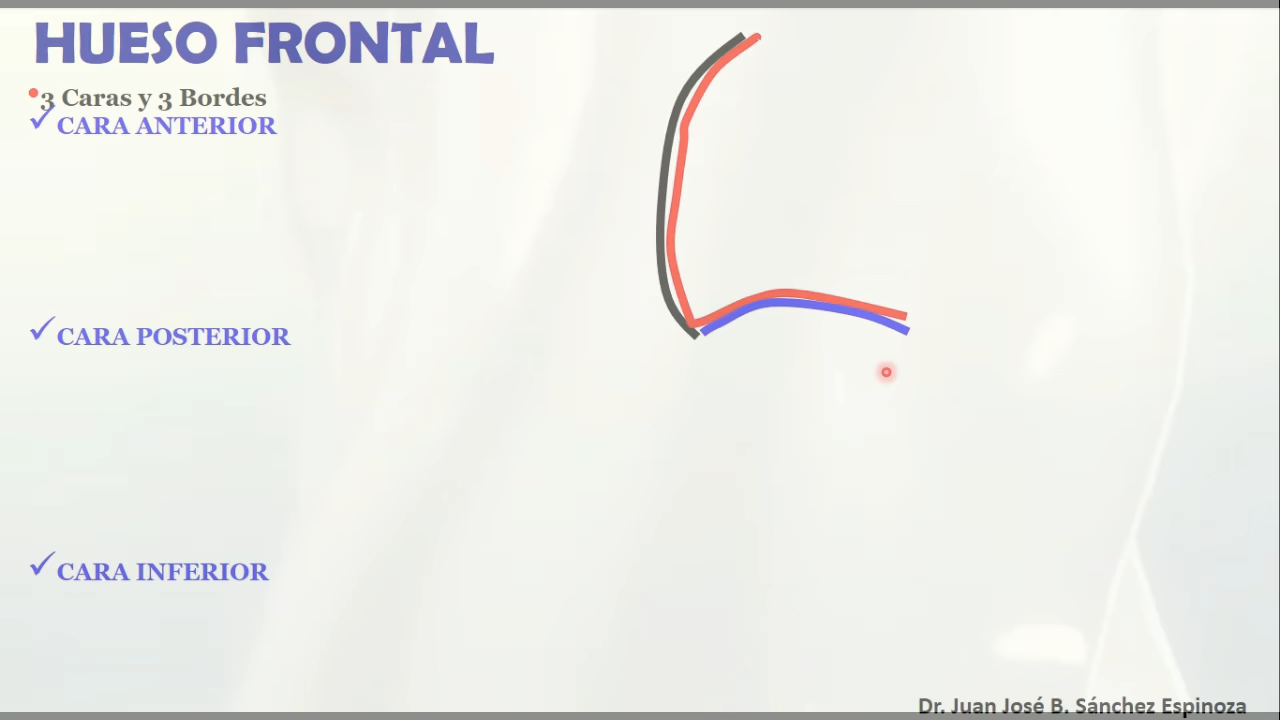 HUESO FRONTAL
•3 Caras y 3 Bordes
✓CARA ANTERIOR
✓CARA POSTERIOR
✓CARA INFERIOR
Dr. Juan José B. Sánchez Espinoza